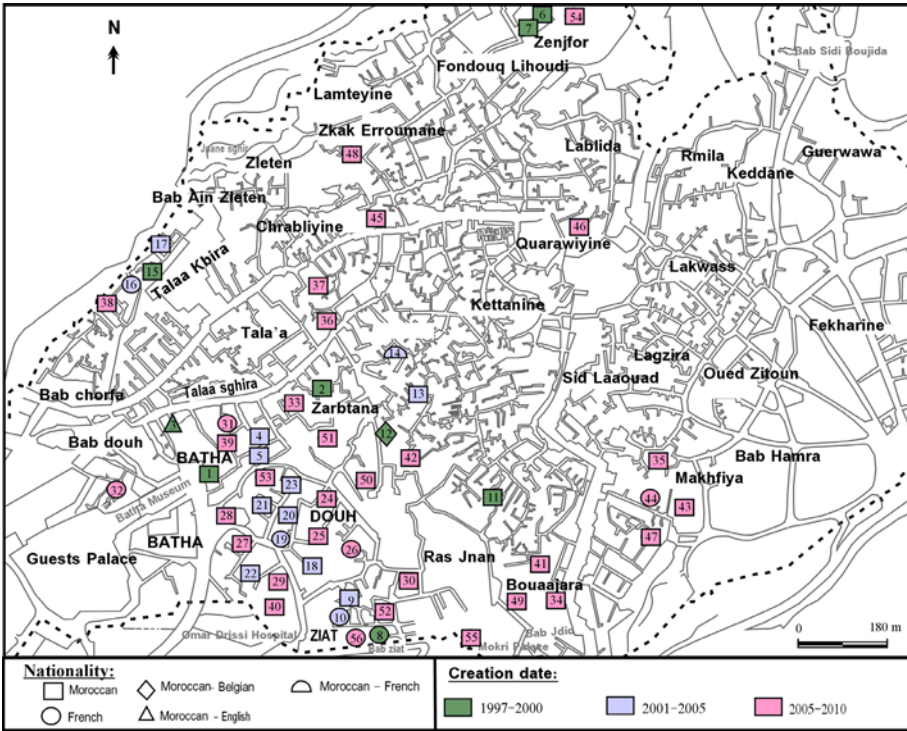 N
6
54
7
Zenjfor
Bab Sidi Boujida
Fondouq Lihoudi
Lamteyine
Zkak Erroumane
Lablida
Guerwawa
Jnane sghir
48
Rmila
Zleten
Keddane
Bab Ain Zleten
45
46
Chrabliyine
17
Quarawiyine
15
Talaa Kbira
16
Lakwass
37
38
Kettanine
36
Fekharine
Tala'a
14
Lagzira
Sid Laaouad
Oued Zitoun
Talaa sghira
2
Bab chorfa
13
33
Zarbtana
3
31
4
12
Bab douh
39
51
5
42
35
Bab Hamra
BATHA
1
53
50
Makhfiya
23
32
24
11
44
Batha Museum
21
43
28
20
DOUH
19
25
47
BATHA
27
26
Guests Palace
Ras Jnan
41
18
22
29
30
Bouaajara
9
49
34
40
52
10
Omar Drissi Hospital
ZIAT
56
8
55
Bab Jdid
Bab ziat
Mokri Palace
0
180 m
Nationality:
Moroccan
Moroccan- Belgian
Moroccan - French
French
Moroccan - English
Creation date:
1997-2000
2001-2005
2005-2010